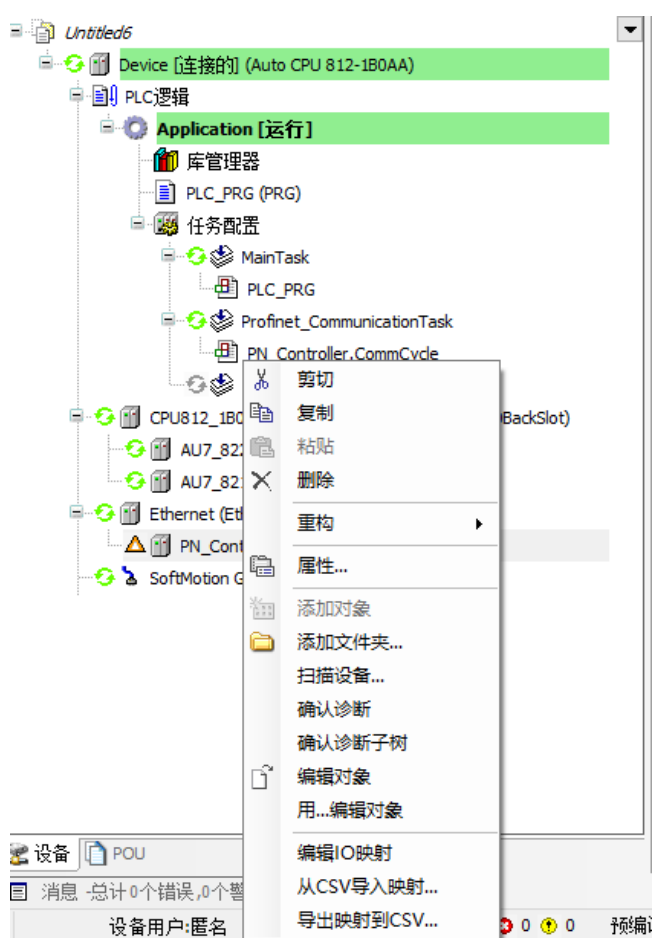 Untitled6
Device [连接的] (Auto CPU 812-1B0AA)
PLC逻辑
Application [运行]
库管理器
PLC_PRG (PRG)
任务配置
MainTask
PLC_PRG
Profinet_CommunicationTask
PN_Controller.CommCycle
CPU812_1B0 BackSlot)
AU7_82
AU7_82
Ethernet (Et
PN_Cont
SoftMotion G
剪切
复制
粘贴
删除
重构
属性...
添加对象
添加文件夹...
扫描设备...
确认诊断
确认诊断子树
编辑对象
用...编辑对象
编辑IO映射
从CSV导入映射...
导出映射到CSV...
设备 POU
消息 -总计0个错误,0个警
设备用户:匿名 0 0 预编